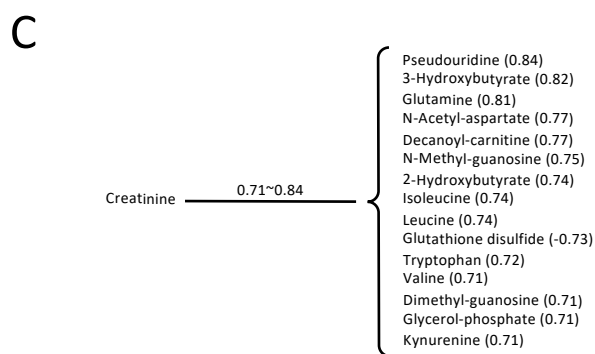 C
Creatinine
0.71~0.84
Pseudouridine (0.84)
3-Hydroxybutyrate (0.82)
Glutamine (0.81)
N-Acetyl-aspartate (0.77)
Decanoyl-carnitine (0.77)
N-Methyl-guanosine (0.75)
2-Hydroxybutyrate (0.74)
Isoleucine (0.74)
Leucine (0.74)
Glutathione disulfide (-0.73)
Tryptophan (0.72)
Valine (0.71)
Dimethyl-guanosine (0.71)
Glycerol-phosphate (0.71)
Kynurenine (0.71)